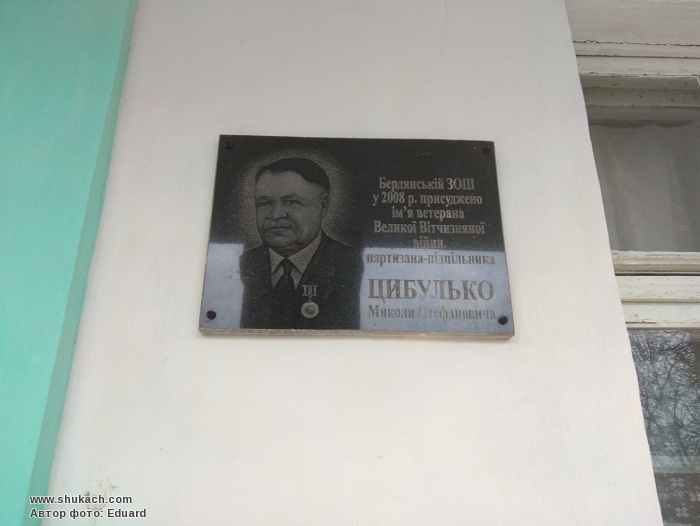 Бердянській ЗОШ
у 2008 р. присуджено
Ім'я ветерана
Великої Вітчизняної
війни
партизана-підпільника
ЦИБУЛЬКО
Миколи Стефановича
www.shukach.com
Автор фото: Eduard